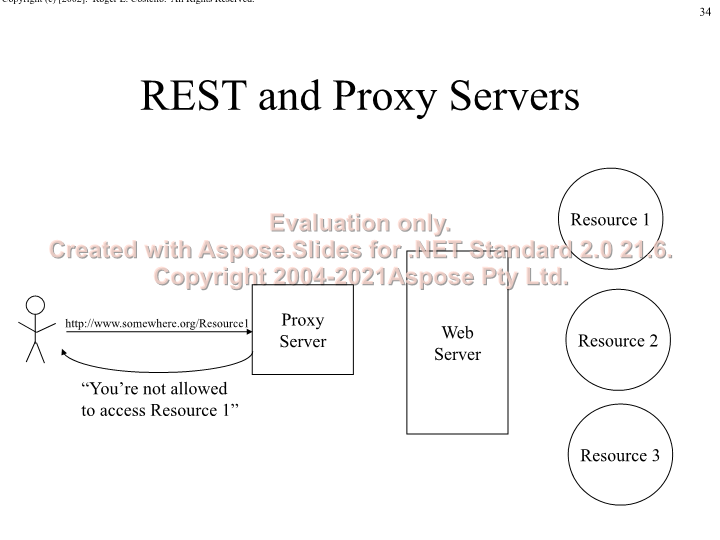 Copyright (c) [2002]. Roger L. Costello. All Rights Reserved.
34
REST and Proxy Servers
Evaluation only.
Created with Aspose.Slides for .NET Standard 2.0 21.6.
Copyright 2004-2021Aspose Pty Ltd.
Resource 1
http://www.somewhere.org/Resource1
Proxy
Server
Web
Server
Resource 2
“You’re not allowed
to access Resource 1”
Resource 3